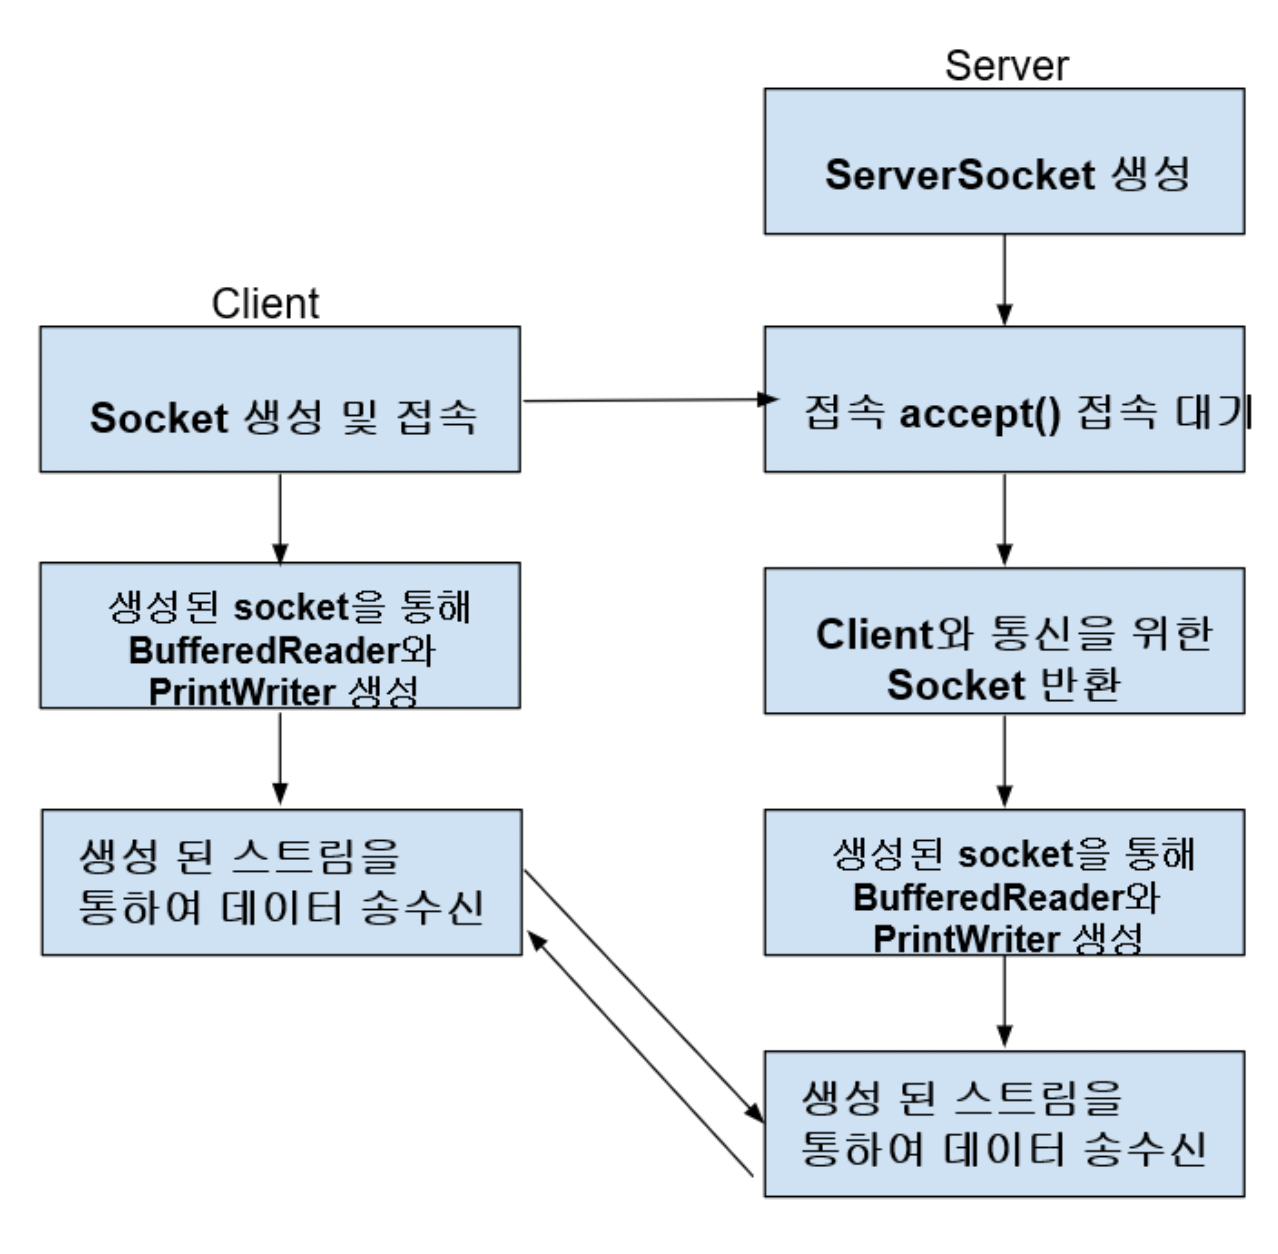 Server
ServerSocket 생성
Client
Socket 생성 및 접속
접속 accept() 접속 대기
생성된 socket을 통해
BufferedReader와
PrintWriter 생성
Client와 통신을 위한
Socket 반환
생성 된 스트림을
통하여 데이터 송수신
생성된 socket을 통해
BufferedReader와
PrintWriter 생성
생성 된 스트림을
통하여 데이터 송수신